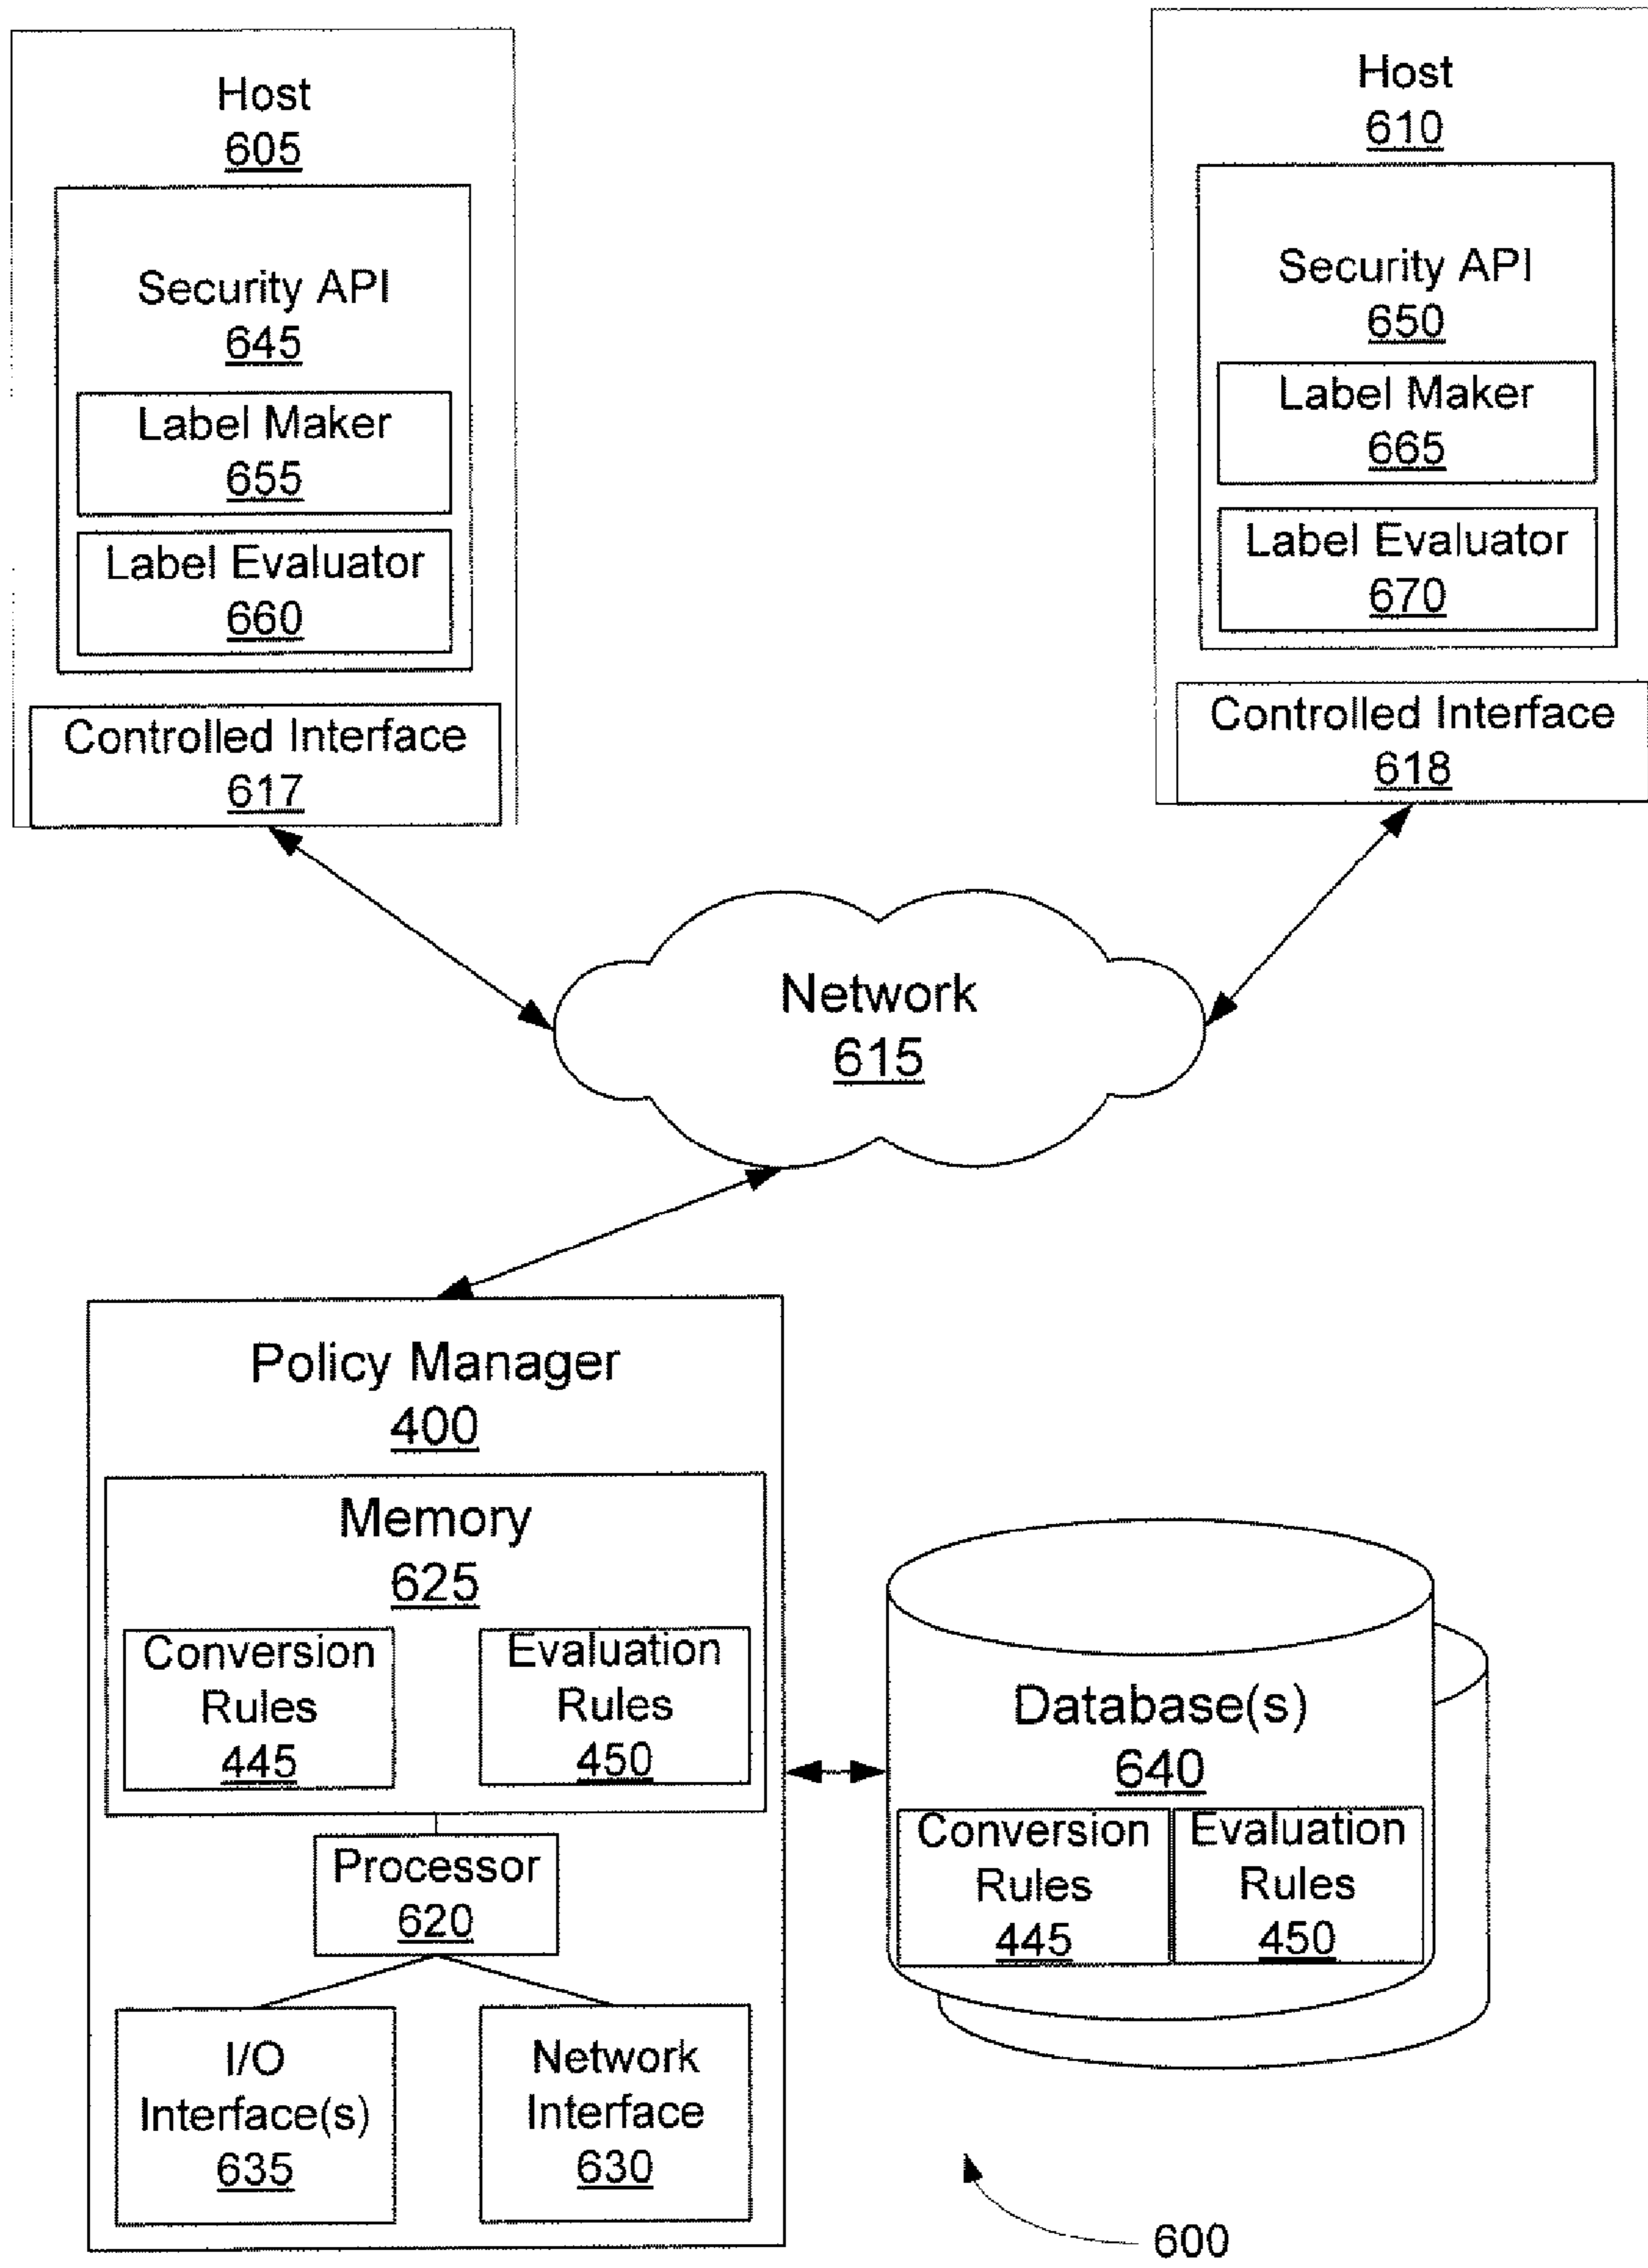 Host
605
Security API
645
Label Maker
655
Label Evaluator
660
Controlled Interface
617
Host
610
Security API
650
Label Maker
665
Label Evaluator
670
Controlled Interface
618
Network
615
Policy Manager
400
Memory
625
Conversion
Rules
445
Evaluation
Rules
450
Processor
620
I/O
Interface(s)
635
Network
Interface
630
Database(s)
640
Conversion
Rules
445
Evaluation
Rules
450
600